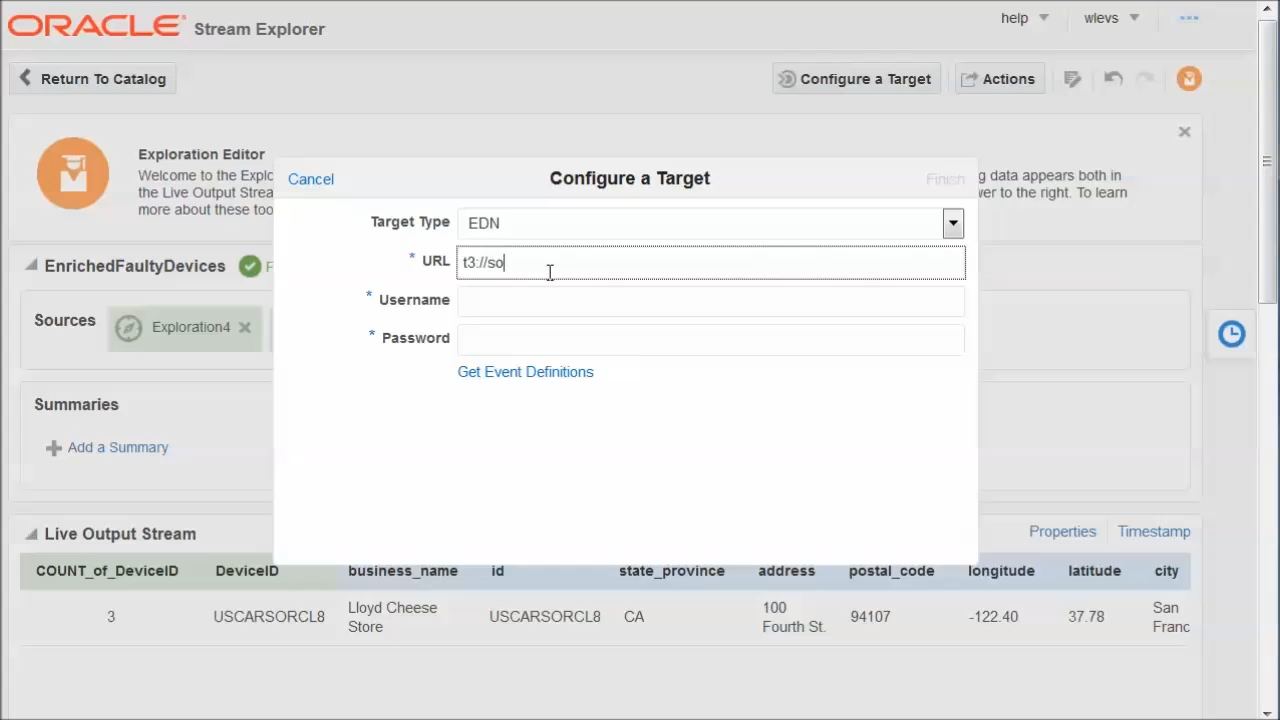 ORACLE Stream Explorer
help
wlevs
Return To Catalog
Configure a Target
Actions
Exploration Editor
Welcome to the Explo
g data appears both in
the Live Output Strea
ver to the right. To learn
more about these too
Configure a Target
Cancel
Finish
Target Type
EDN
* URL
t3://so
* Username
* Password
Get Event Definitions
EnrichedFaultyDevices
Sources
Exploration4
Summaries
Add a Summary
Live Output Stream
Properties
Timestamp
COUNT_of_DeviceID DeviceID business_name id state_province address postal_code longitude latitude city
3 USCARSORCL8 Lloyd Cheese Store USCARSORCL8 CA 100 Fourth St. 94107 -122.40 37.78 San Franc